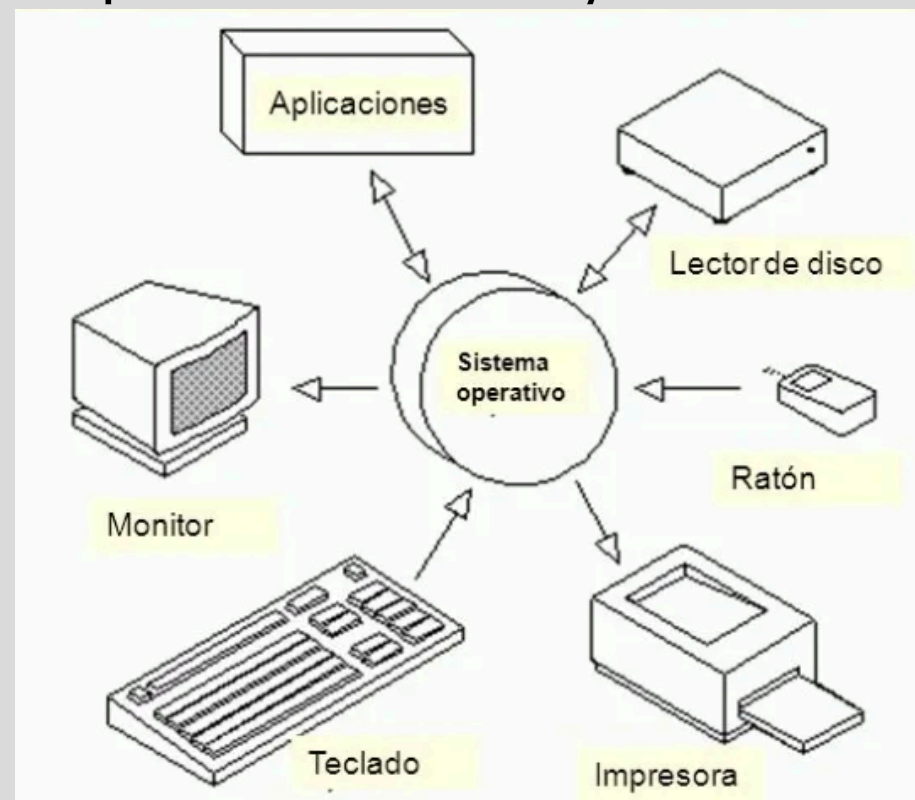 Aplicaciones
Lector de disco
Sistema
operativo
Ratón
Monitor
Teclado
Impresora